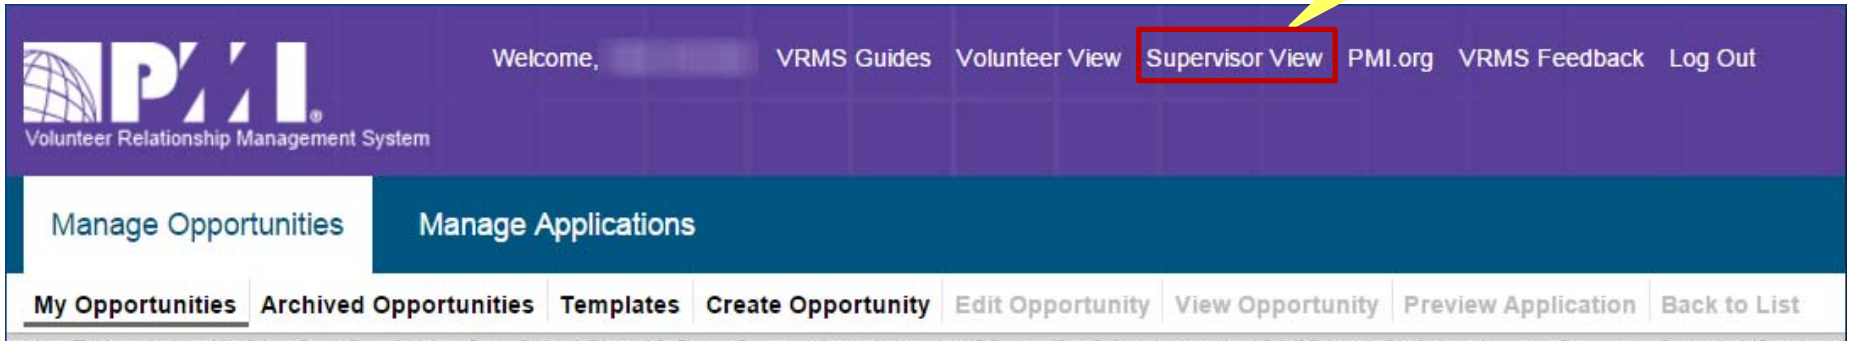 Welcome, VRMS Guides Volunteer View Supervisor View PMI.org VRMS Feedback Log Out
PMI®
Volunteer Relationship Management System
Manage Opportunities Manage Applications
My Opportunities Archived Opportunities Templates Create Opportunity Edit Opportunity View Opportunity Preview Application Back to List